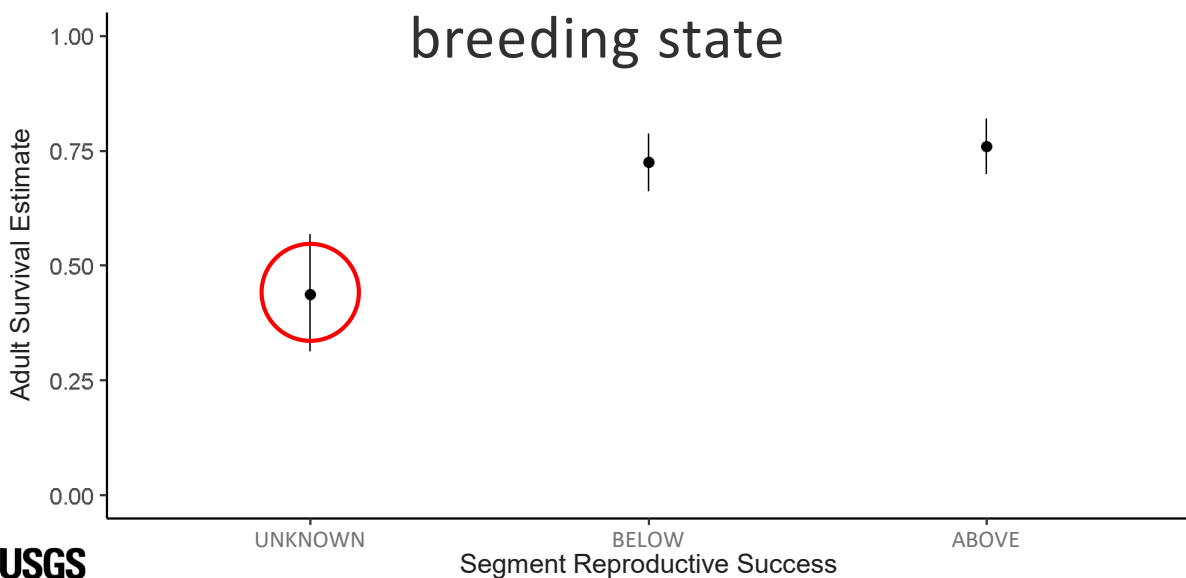 breeding state
1.00
0.75
0.50
0.25
0.00
Adult Survival Estimate
UNKNOWN
BELOW
ABOVE
Segment Reproductive Success
USGS